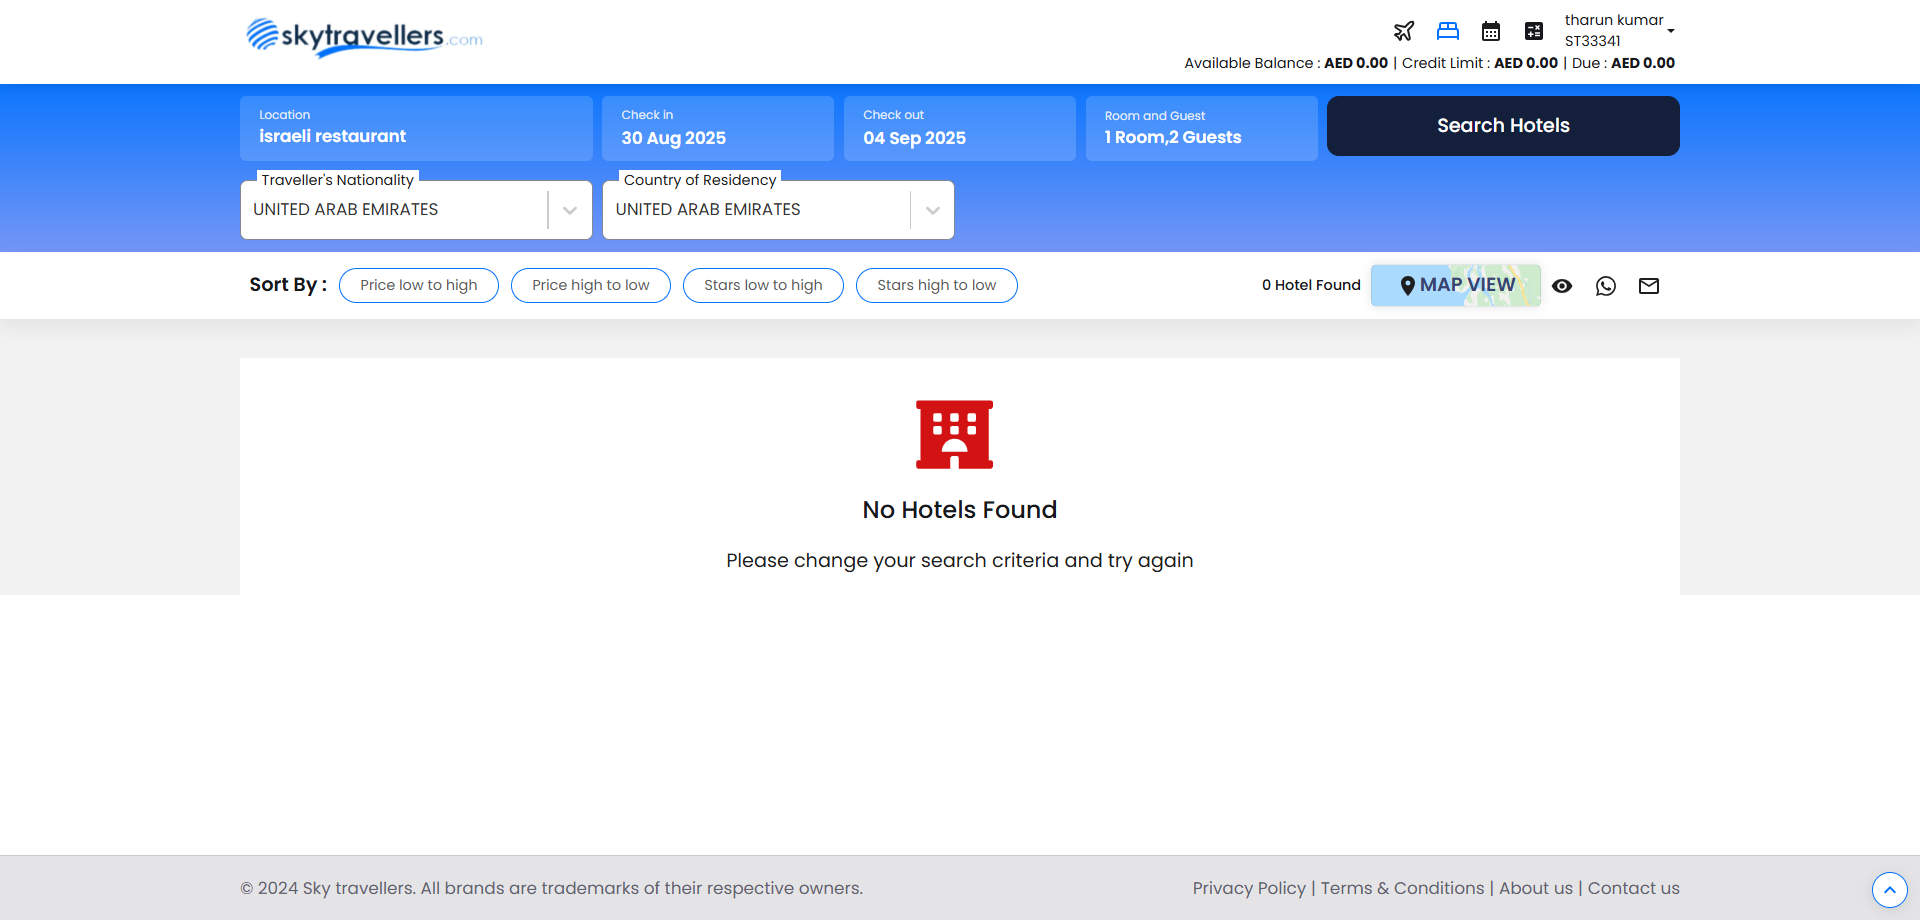 skytravellers.com
tharun kumar
ST33341
Available Balance : AED 0.00 | Credit Limit : AED 0.00 | Due : AED 0.00
Location
israeli restaurant
Check in
30 Aug 2025
Check out
04 Sep 2025
Room and Guest
1 Room,2 Guests
Search Hotels
Traveller's Nationality
UNITED ARAB EMIRATES
Country of Residency
UNITED ARAB EMIRATES
Sort By :
Price low to high
Price high to low
Stars low to high
Stars high to low
0 Hotel Found
MAP VIEW
No Hotels Found
Please change your search criteria and try again
© 2024 Sky travellers. All brands are trademarks of their respective owners.
Privacy Policy | Terms & Conditions | About us | Contact us